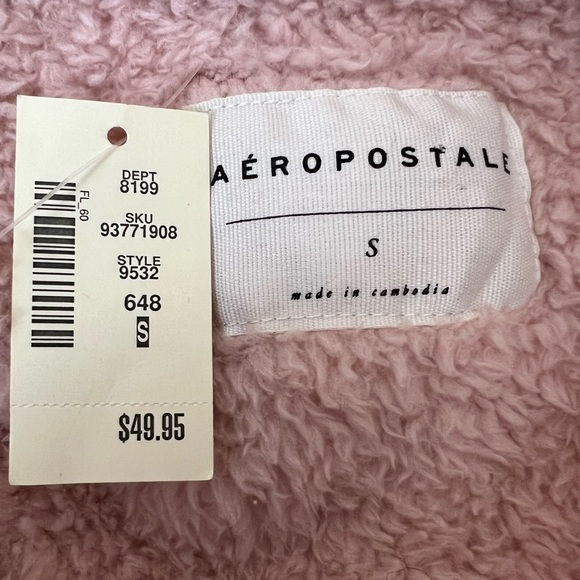 DEPT
8199
SKU
93771908
STYLE
9532
648
S
$49.95
FL_60
AÉROPOSTALE
S
made in cambodia